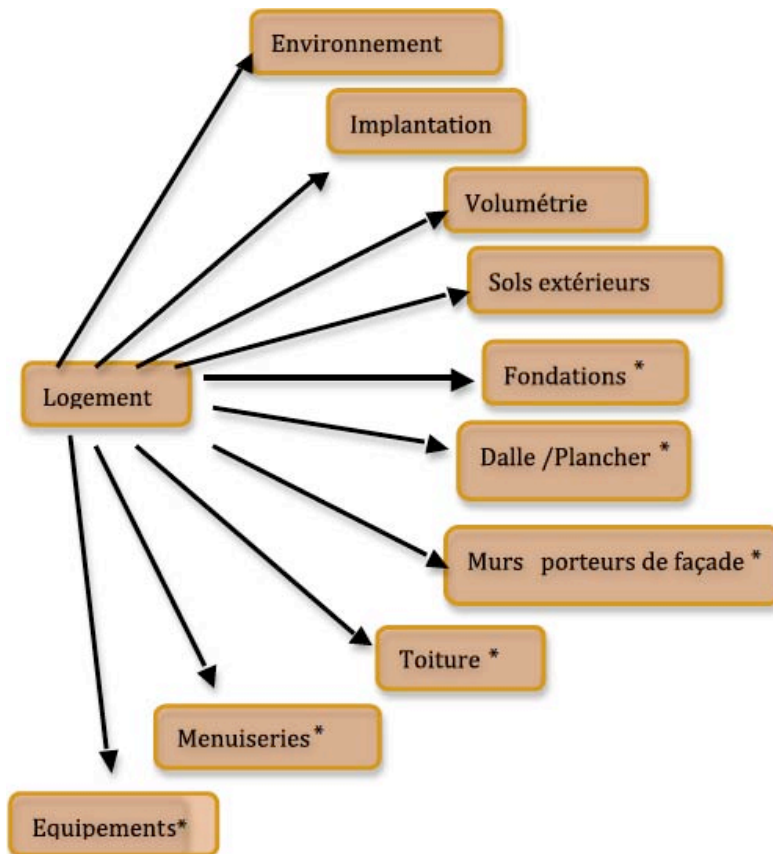 Environnement
Implantation
Volumétrie
Sols extérieurs
Logement
Fondations *
Dalle /Plancher *
Murs porteurs de façade *
Toiture *
Menuiseries*
Equipements*